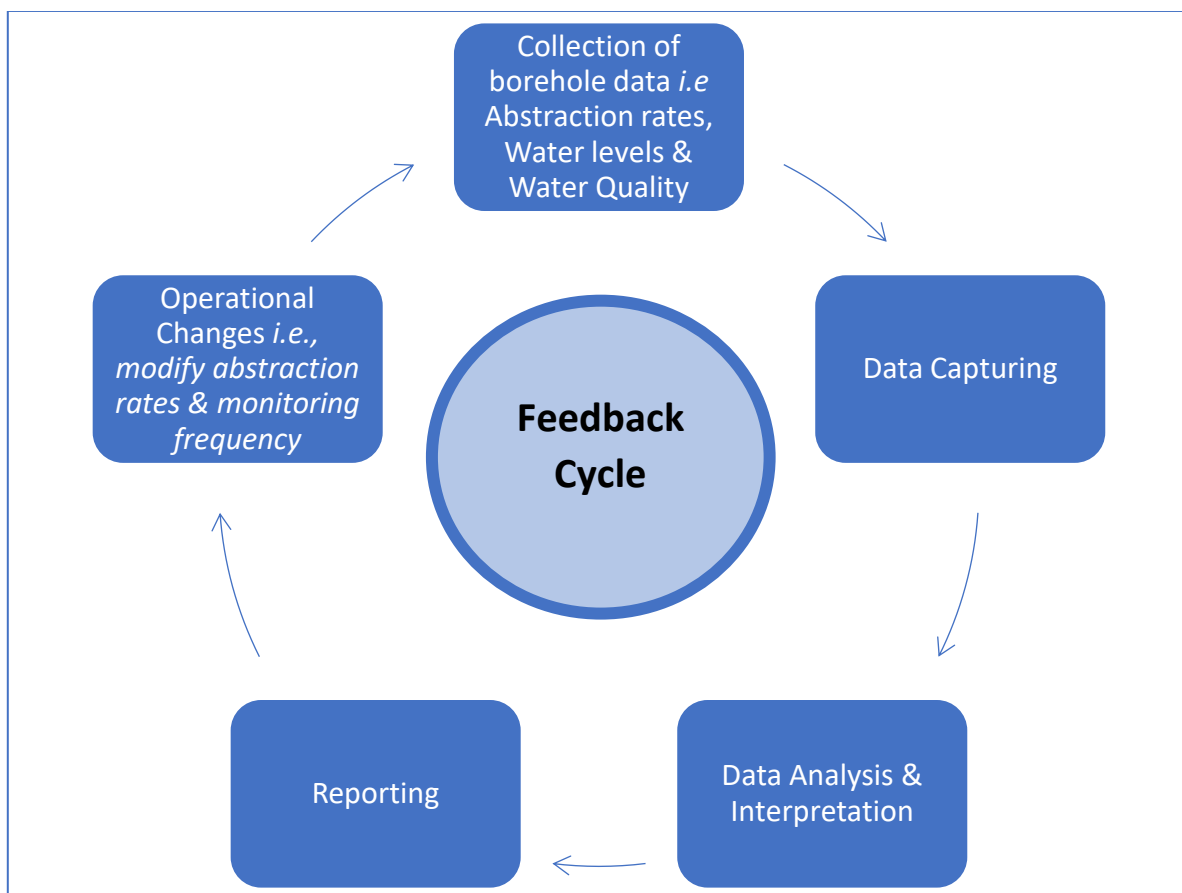 Collection of
borehole data i.e
Abstraction rates,
Water levels &
Water Quality
Data Capturing
Data Analysis &
Interpretation
Reporting
Operational
Changes i.e.,
modify abstraction
rates & monitoring
frequency
Feedback
Cycle